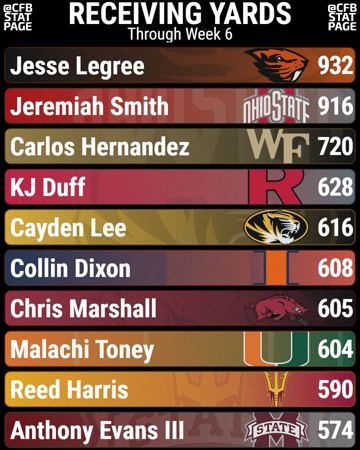 @CFB
STAT
PAGE
RECEIVING YARDS
Through Week 6
@CFB
STAT
PAGE
Jesse Legree 932
Jeremiah Smith OHIO STATE 916
Carlos Hernandez WF 720
KJ Duff R 628
Cayden Lee 616
Collin Dixon I 608
Chris Marshall 605
Malachi Toney U 604
Reed Harris 590
Anthony Evans III M STATE 574